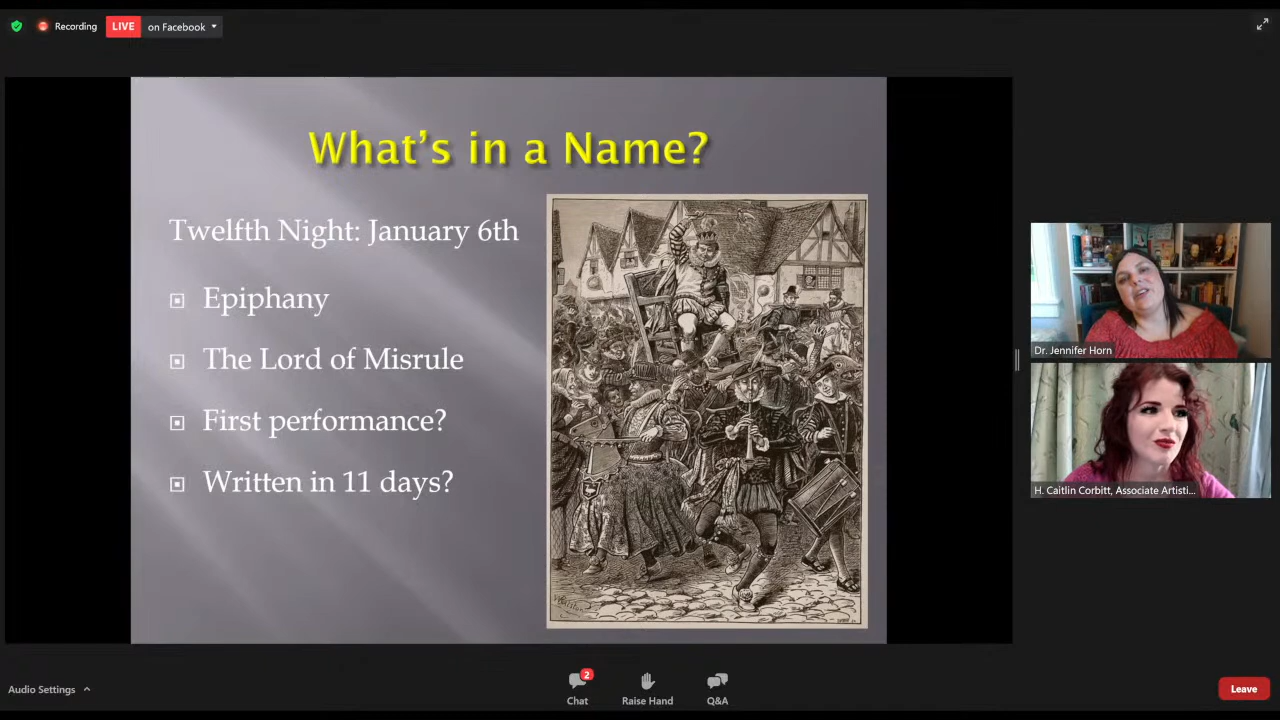 Recording
LIVE on Facebook
What's in a Name?
Twelfth Night: January 6th
Epiphany
The Lord of Misrule
First performance?
Written in 11 days?
Dr. Jennifer Horn
H. Caitlin Corbitt, Associate Artisti...
Audio Settings
2
Chat
Raise Hand
Q&A
Leave